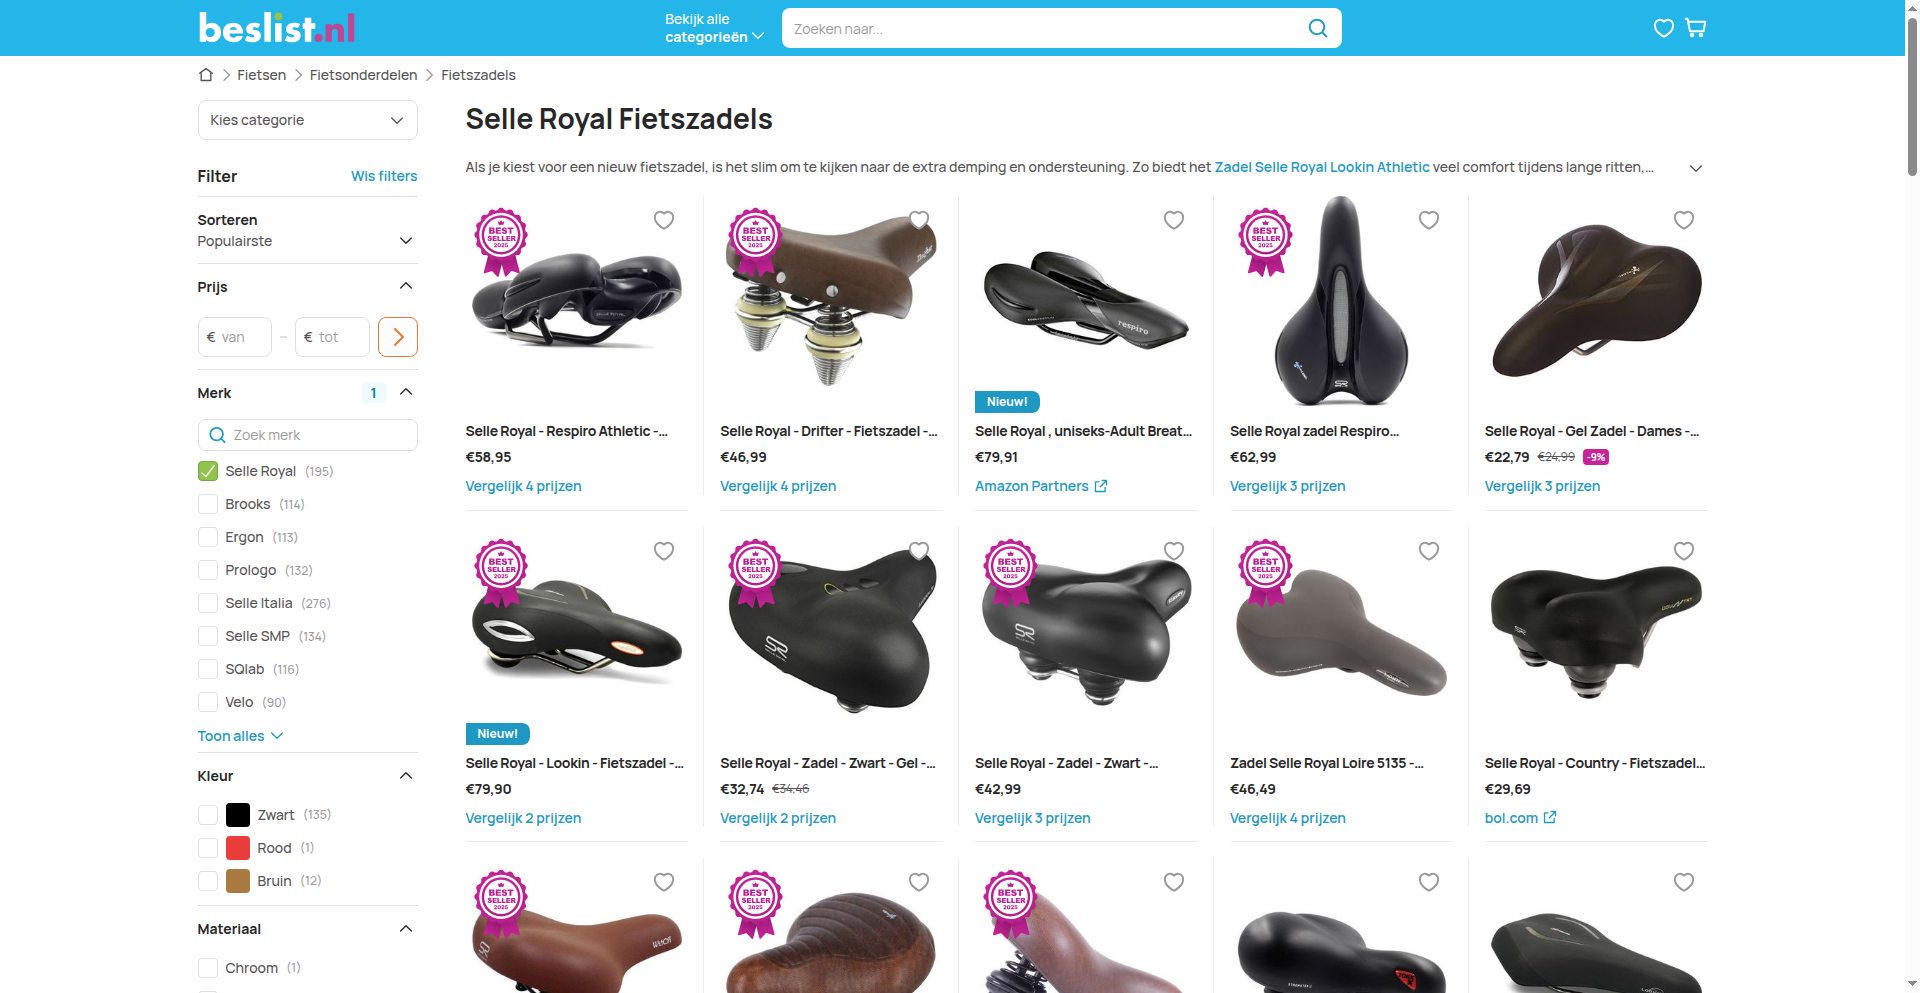 beslist.nl
Bekijk alle
categorieën
Zoeken naar...
Fietsen
Fietsonderdelen
Fietszadels
Kies categorie
Filter
Wis filters
Sorteren
Populairste
Prijs
€ van
–
€ tot
Merk
1
Zoek merk
Selle Royal (195)
Brooks (114)
Ergon (113)
Prologo (132)
Selle Italia (276)
Selle SMP (134)
SQlab (116)
Velo (90)
Toon alles
Kleur
Zwart (135)
Rood (1)
Bruin (12)
Materiaal
Chroom (1)
Selle Royal Fietszadels
Als je kiest voor een nieuw fietszadel, is het slim om te kijken naar de extra demping en ondersteuning. Zo biedt het Zadel Selle Royal Lookin Athletic veel comfort tijdens lange ritten,...
BEST
SELLER
2025
Selle Royal - Respiro Athletic -...
€58,95
Vergelijk 4 prijzen
BEST
SELLER
2025
Selle Royal - Drifter - Fietszadel -...
€46,99
Vergelijk 4 prijzen
respiro
Nieuw!
Selle Royal , uniseks-Adult Breat...
€79,91
Amazon Partners
BEST
SELLER
2025
Selle Royal zadel Respiro...
€62,99
Vergelijk 3 prijzen
Selle Royal - Gel Zadel - Dames -...
€22,79 €24,99 -9%
Vergelijk 3 prijzen
BEST
SELLER
2025
Nieuw!
Selle Royal - Lookin - Fietszadel -...
€79,90
Vergelijk 2 prijzen
BEST
SELLER
2025
Selle Royal - Zadel - Zwart - Gel -...
€32,74 €34,46
Vergelijk 2 prijzen
BEST
SELLER
2025
Selle Royal - Zadel - Zwart -...
€42,99
Vergelijk 3 prijzen
BEST
SELLER
2025
Zadel Selle Royal Loire 5135 -...
€46,49
Vergelijk 4 prijzen
COUNTRY
Selle Royal - Country - Fietszadel...
€29,69
bol.com
BEST
SELLER
2025
BEST
SELLER
2025
BEST
SELLER
2025